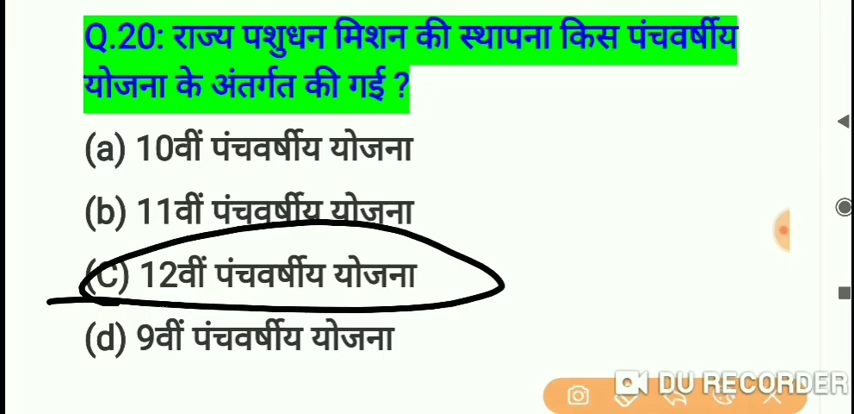 Q.20: राज्य पशुधन मिशन की स्थापना किस पंचवर्षीय
योजना के अंतर्गत की गई ?
(a) 10वीं पंचवर्षीय योजना
(b) 11वीं पंचवर्षीय योजना
(C) 12वीं पंचवर्षीय योजना
(d) 9वीं पंचवर्षीय योजना
DU RECORDER